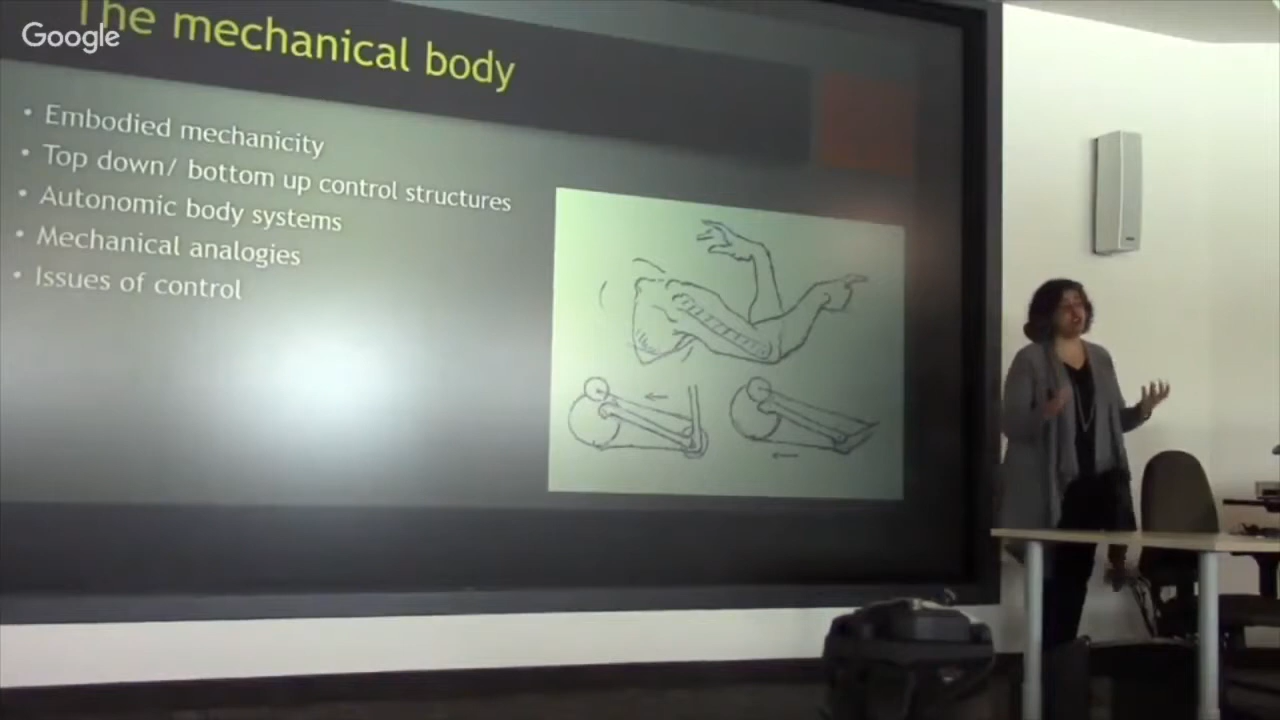 Google
The mechanical body
• Embodied mechanicity
• Top down/ bottom up control structures
• Autonomic body systems
• Mechanical analogies
• Issues of control